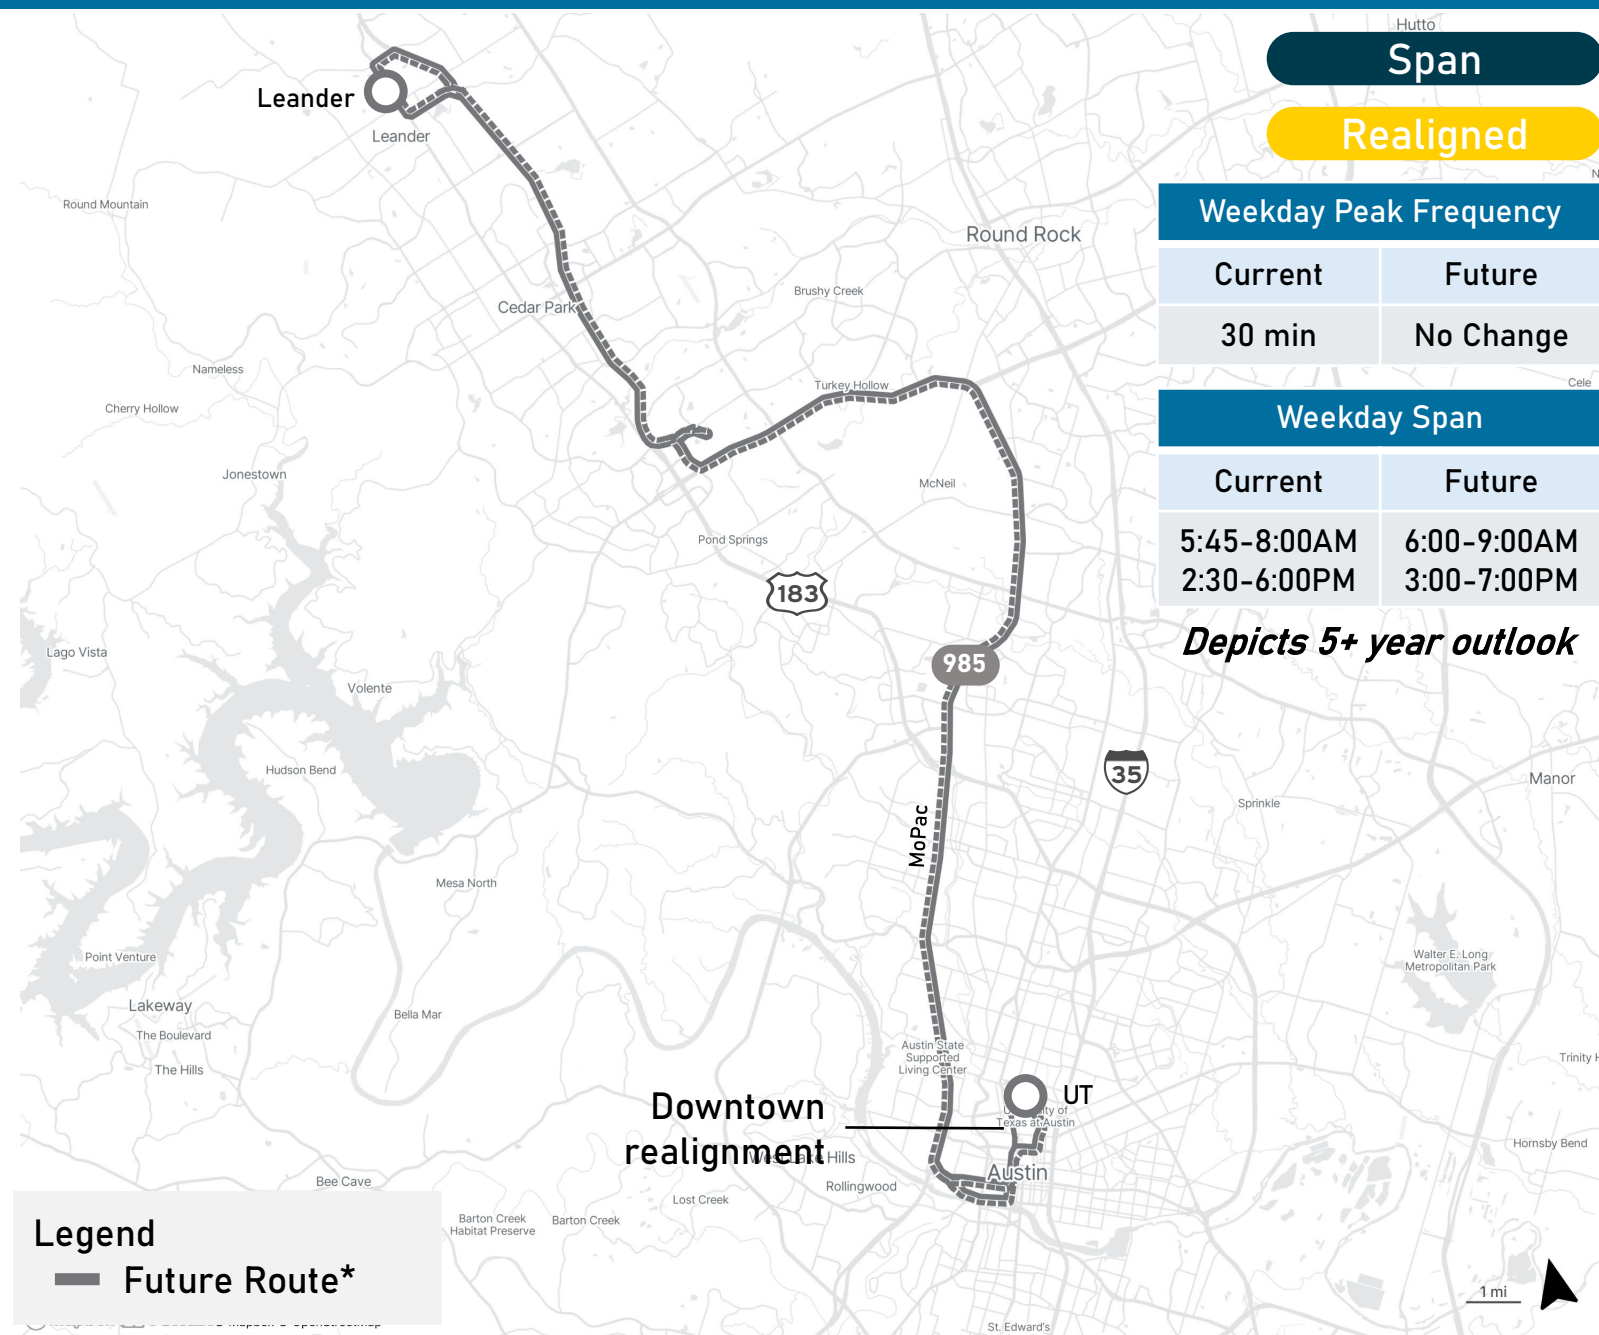 Hutto
Span
Realigned
Leander
Leander
Round Mountain
Weekday Peak Frequency
Current Future
30 min No Change
Round Rock
Brushy Creek
Cedar Park
Nameless
Turkey Hollow
Cele
Cherry Hollow
Weekday Span
Current Future
5:45-8:00AM 6:00-9:00AM
2:30-6:00PM 3:00-7:00PM
Depicts 5+ year outlook
Jonestown
McNeil
Pond Springs
183
Lago Vista
985
Volente
Hudson Bend
35
Manor
Sprinkle
MoPac
Mesa North
Point Venture
Walter E. Long
Metropolitan Park
Lakeway
Bella Mar
The Boulevard
Austin State
Supported
Living Center
The Hills
Trinity H
UT
Texas at Austin
Downtown
realignment
West Lake Hills
Hornsby Bend
Austin
Bee Cave
Rollingwood
Lost Creek
Barton Creek
Habitat Preserve
Barton Creek
Legend
Future Route*
1 mi
St. Edward's